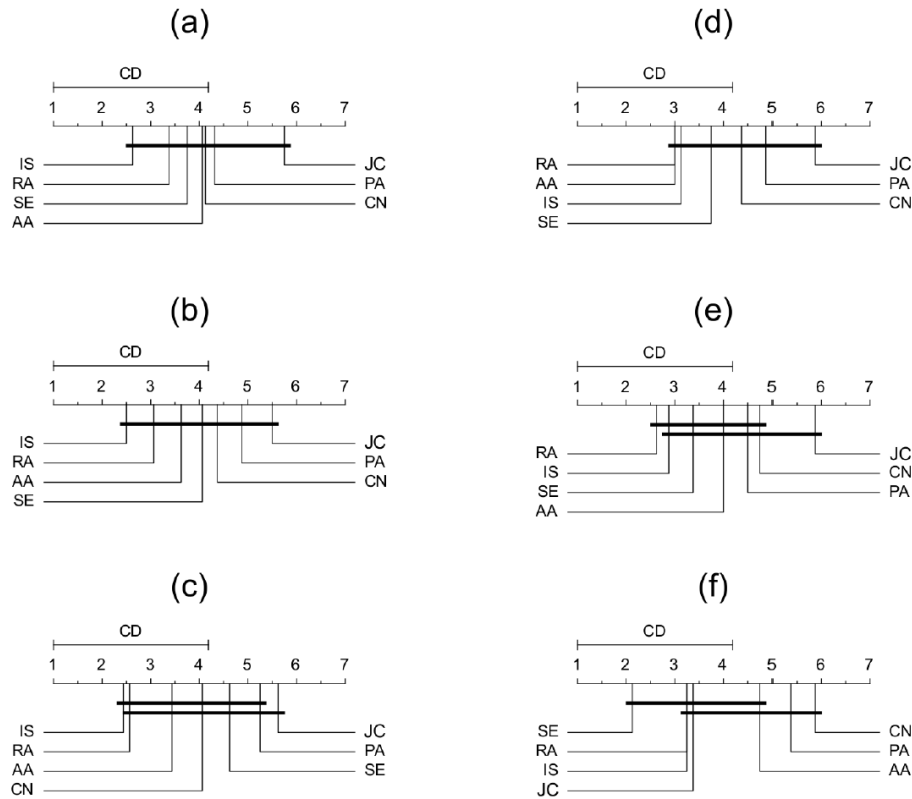 (a)
CD
1 2 3 4 5 6 7
IS JC
RA PA
SE CN
AA
(d)
CD
1 2 3 4 5 6 7
RA JC
AA PA
IS CN
SE
(b)
CD
1 2 3 4 5 6 7
IS JC
RA PA
AA CN
SE
(e)
CD
1 2 3 4 5 6 7
RA JC
IS CN
SE PA
AA
(c)
CD
1 2 3 4 5 6 7
IS JC
RA PA
AA SE
CN
(f)
CD
1 2 3 4 5 6 7
SE CN
RA PA
IS AA
JC